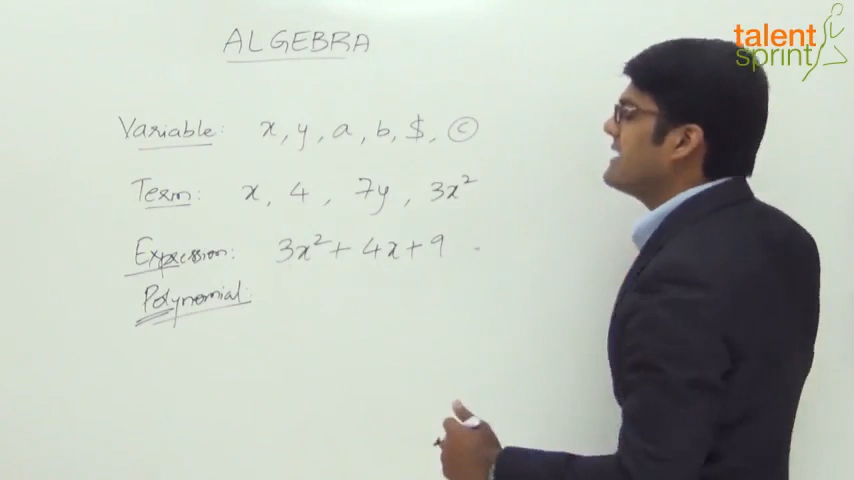 talent
sprint
ALGEBRA
Variable: x, y, a, b, $, ©
Term: x, 4, 7y, 3x²
Expression: 3x² + 4x + 9
Polynomial: